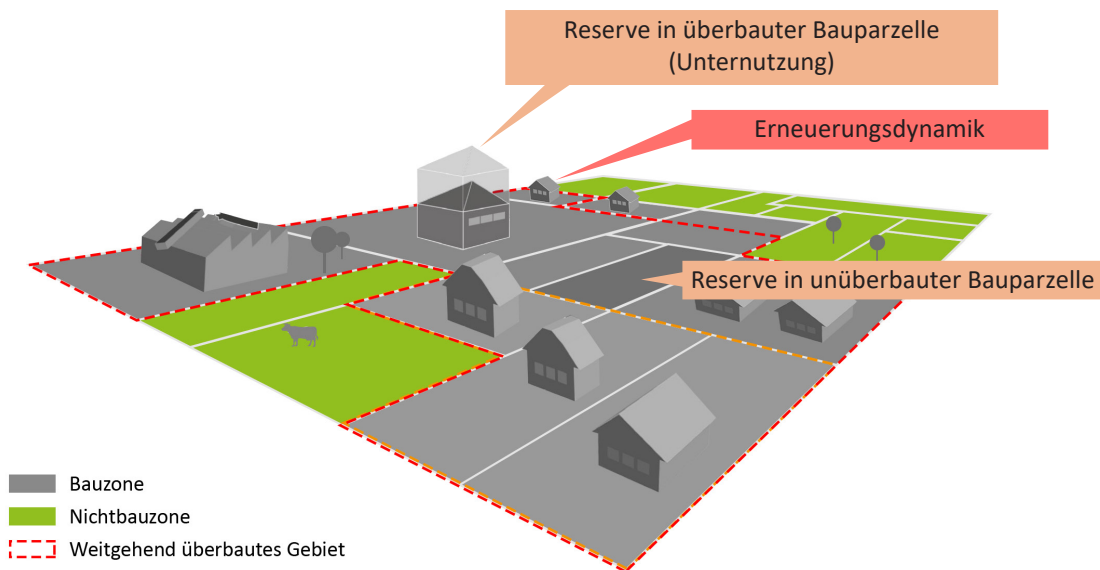 Reserve in überbauter Bauparzelle
(Unternutzung)
Erneuerungsdynamik
Reserve in unüberbauter Bauparzelle
Bauzone
Nichtbauzone
Weitgehend überbautes Gebiet